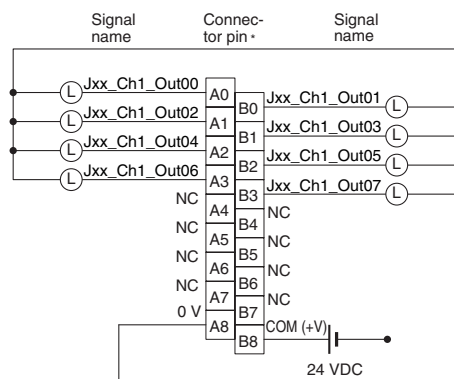 Signal name Connec-tor pin * Signal name
Jxx_Ch1_Out00 A0
B0 Jxx_Ch1_Out01
L L
Jxx_Ch1_Out02 A1
B1 Jxx_Ch1_Out03
L L
Jxx_Ch1_Out04 A2
B2 Jxx_Ch1_Out05
L L
Jxx_Ch1_Out06 A3
B3 Jxx_Ch1_Out07
L L
NC A4
B4 NC
NC A5
B5 NC
NC A6
B6 NC
NC A7
B7 NC
0 V A8
B8 COM (+V)
24 VDC